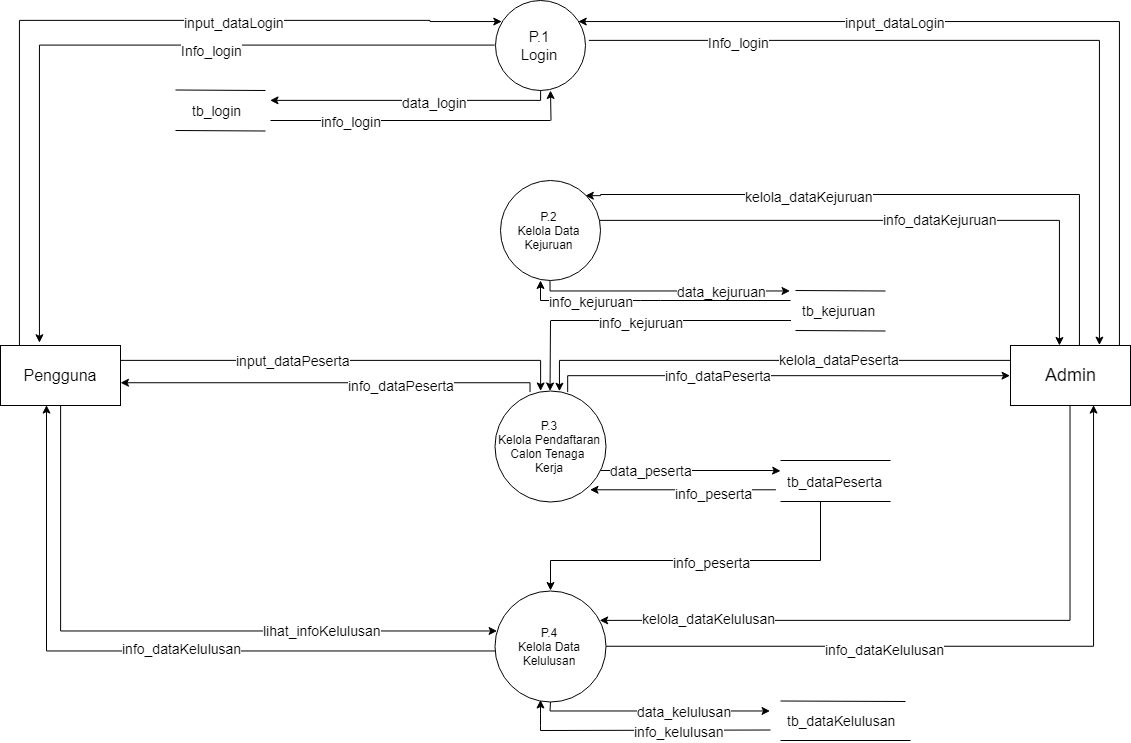 input_dataLogin
P.1
Login
input_dataLogin
Info_login
Info_login
tb_login
data_login
info_login
P.2
Kelola Data
Kejuruan
kelola_dataKejuruan
info_dataKejuruan
data_kejuruan
info_kejuruan
info_kejuruan
tb_kejuruan
Pengguna
input_dataPeserta
info_dataPeserta
kelola_dataPeserta
info_dataPeserta
Admin
P.3
Kelola Pendaftaran
Calon Tenaga
Kerja
data_peserta
info_peserta
tb_dataPeserta
info_peserta
P.4
Kelola Data
Kelulusan
lihat_infoKelulusan
info_dataKelulusan
kelola_dataKelulusan
info_dataKelulusan
data_kelulusan
info_kelulusan
tb_dataKelulusan